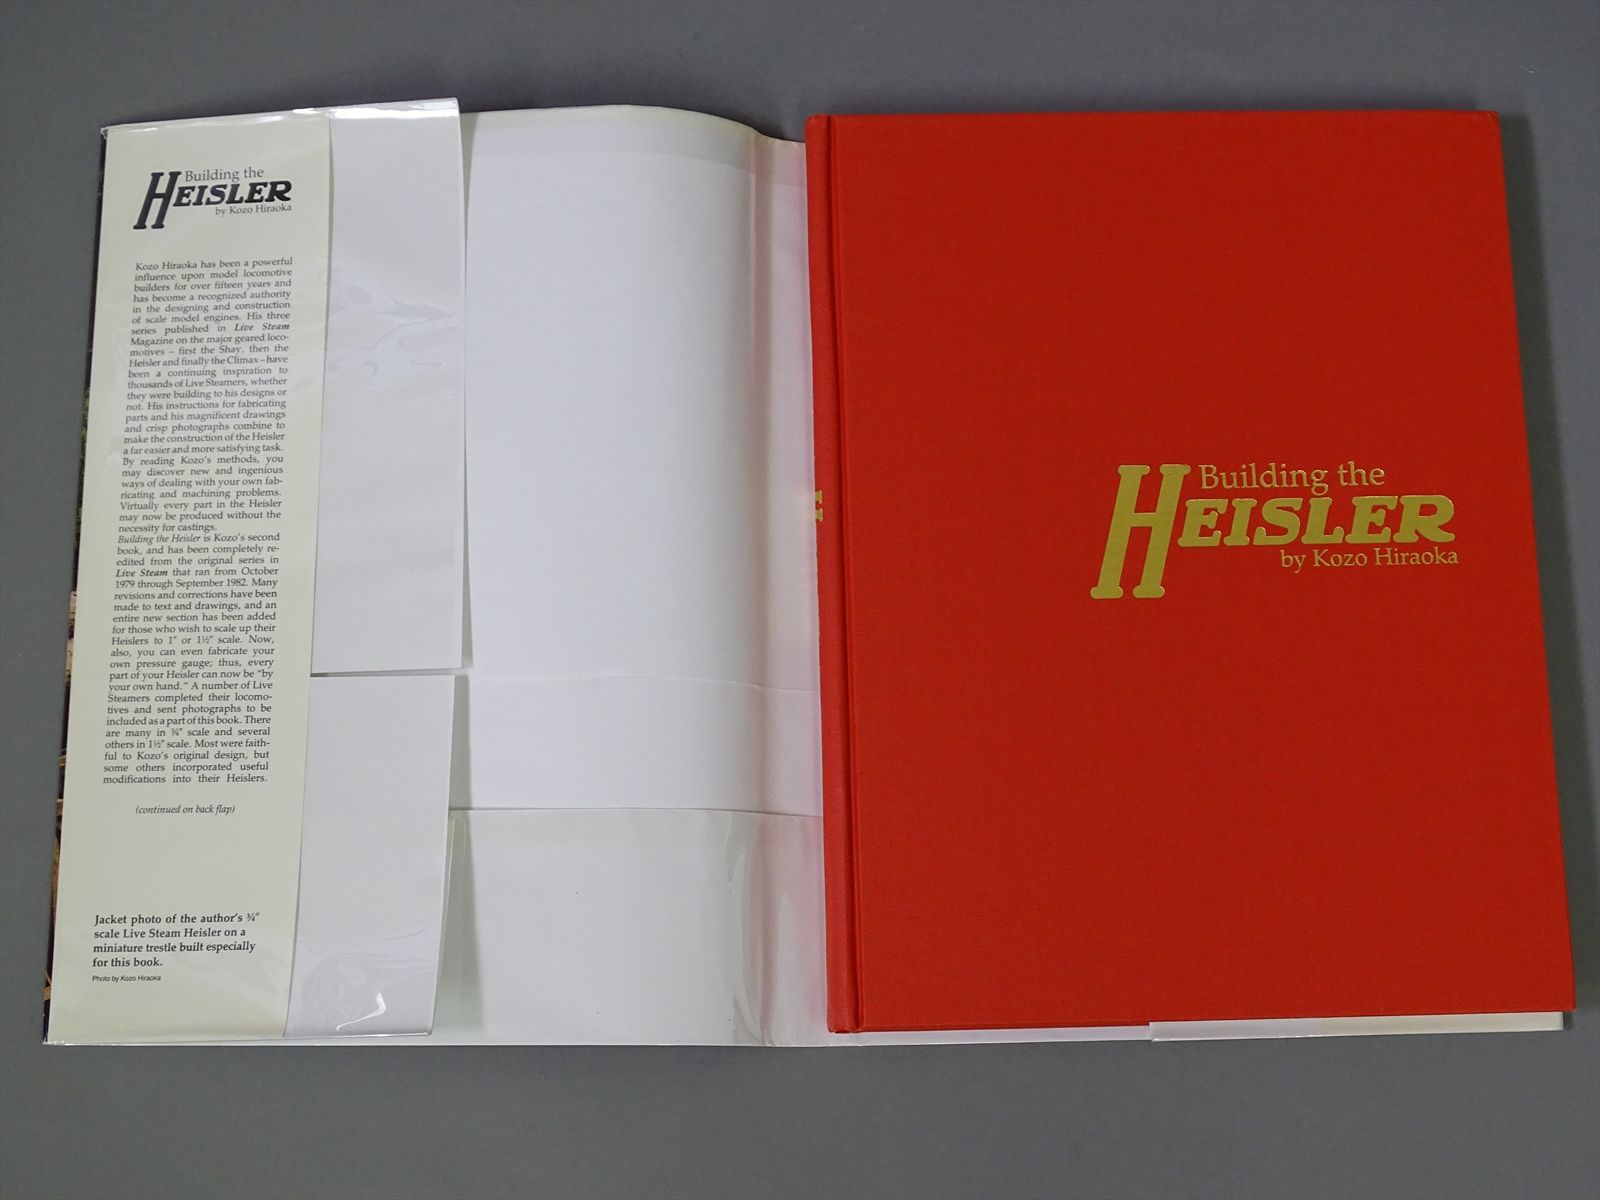 Building the
HEISLER
by Kozo Hiraoka
Kozo Hiraoka has been a powerful
influence upon model locomotive
builders for over fifteen years and
has become a recognized authority
in the designing and construction
of scale model engines. His three
series published in Live Steam
Magazine on the major geared loco-
motives – first the Shay, then the
Heisler and finally the Climax – have
been a continuing inspiration to
thousands of Live Steamers, whether
they were building to his designs or
not. His instructions for fabricating
parts and his magnificent drawings
and crisp photographs combine to
make the construction of the Heisler
a far easier and more satisfying task.
By reading Kozo's methods, you
may discover new and ingenious
ways of dealing with your own fab-
ricating and machining problems.
Virtually every part in the Heisler
may now be produced without the
necessity for castings.
Building the Heisler is Kozo's second
book, and has been completely re-
edited from the original series in
Live Steam that ran from October
1979 through September 1982. Many
revisions and corrections have been
made to text and drawings, and an
entire new section has been added
for those who wish to scale up their
Heislers to 1" or 1½" scale. Now,
also, you can even fabricate your
own pressure gauge; thus, every
part of your Heisler can now be "by
your own hand." A number of Live
Steamers completed their locomo-
tives and sent photographs to be
included as a part of this book. There
are many in ¾" scale and several
others in 1½" scale. Most were faith-
ful to Kozo's original design, but
some others incorporated useful
modifications into their Heislers.
(continued on back flap)
Jacket photo of the author's ¾"
scale Live Steam Heisler on a
miniature trestle built especially
for this book.
Photo by Kozo Hiraoka
Building the
HEISLER
by Kozo Hiraoka